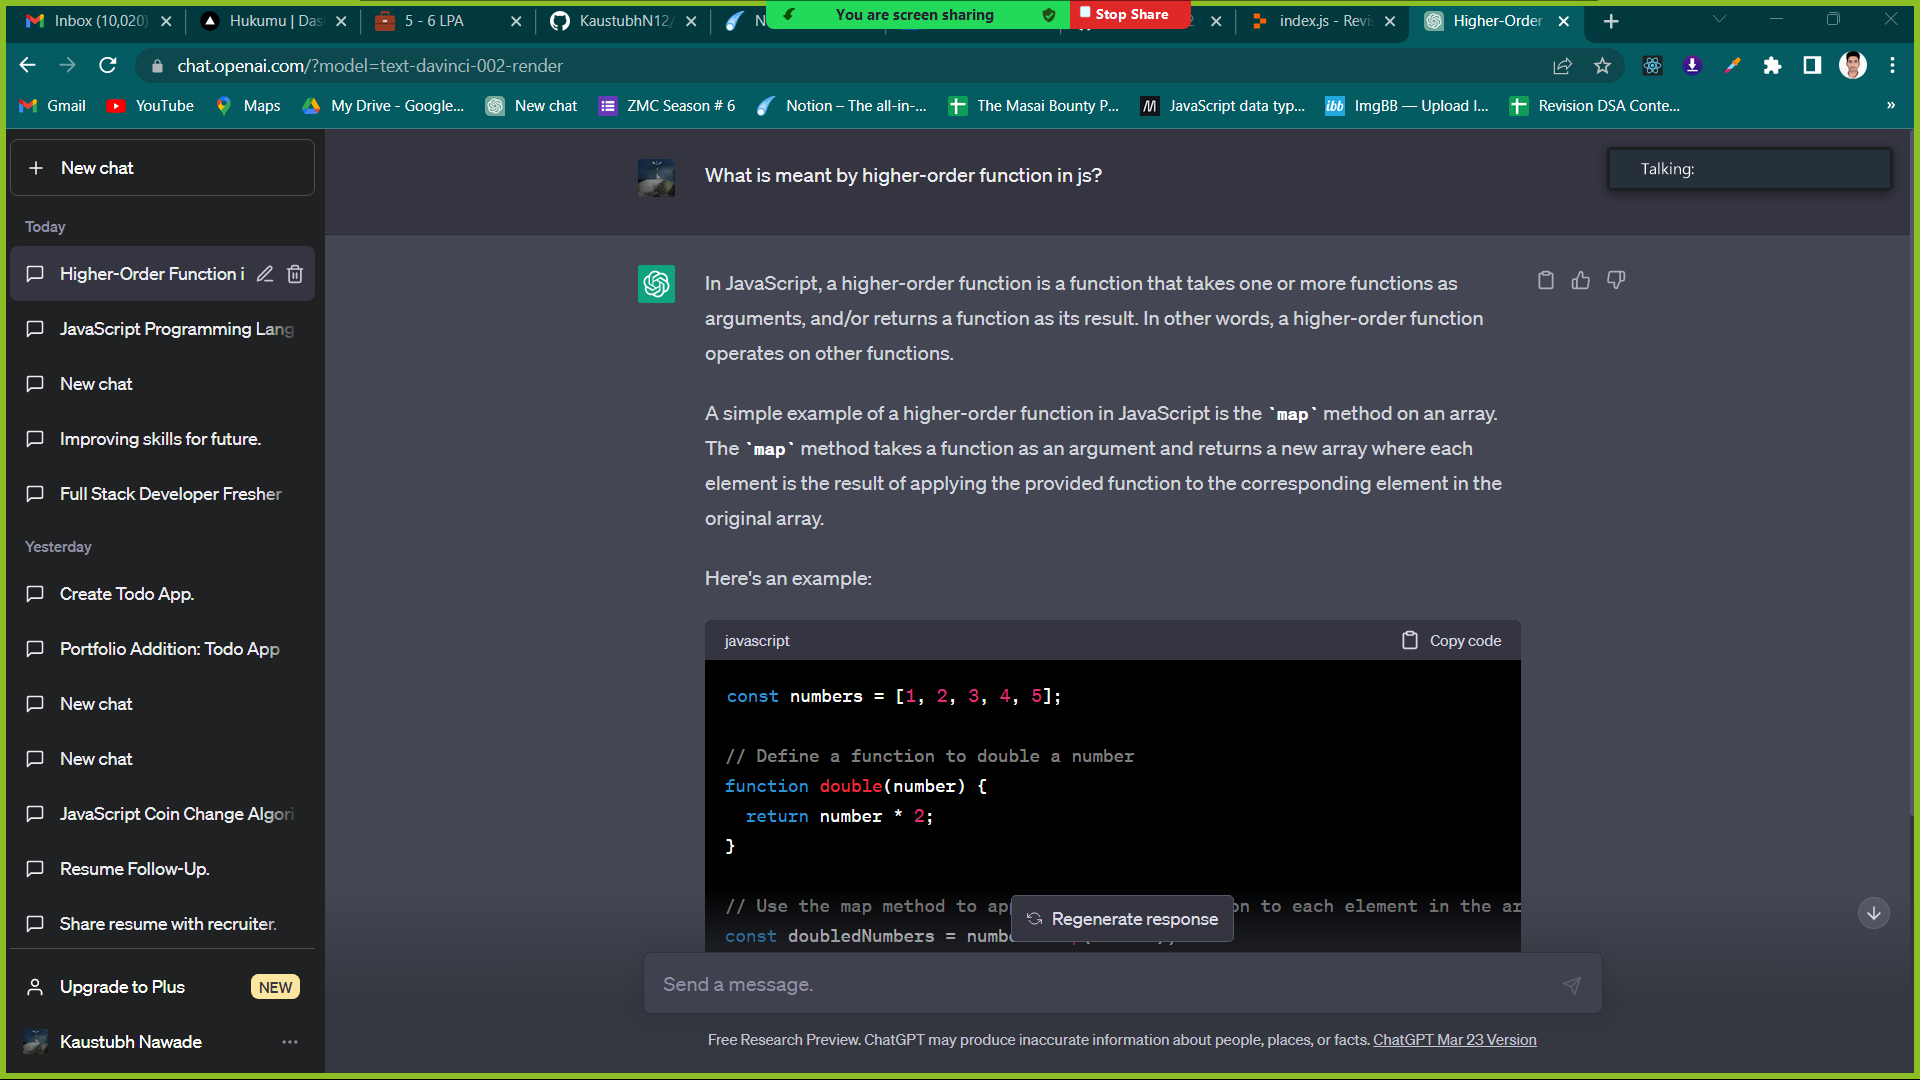 Inbox (10,020)
Hukumu | Das
5 - 6 LPA
KaustubhN12/
N
You are screen sharing
Stop Share
2
index.js - Revis
Higher-Order
chat.openai.com/?model=text-davinci-002-render
Gmail
YouTube
Maps
My Drive - Google...
New chat
ZMC Season # 6
Notion – The all-in-...
The Masai Bounty P...
JavaScript data typ...
ibb
ImgBB — Upload I...
Revision DSA Conte...
»
New chat
Today
Higher-Order Function i
JavaScript Programming Lang
New chat
Improving skills for future.
Full Stack Developer Fresher
Yesterday
Create Todo App.
Portfolio Addition: Todo App
New chat
New chat
JavaScript Coin Change Algori
Resume Follow-Up.
Share resume with recruiter.
Upgrade to Plus
NEW
Kaustubh Nawade
What is meant by higher-order function in js?
Talking:
In JavaScript, a higher-order function is a function that takes one or more functions as
arguments, and/or returns a function as its result. In other words, a higher-order function
operates on other functions.
A simple example of a higher-order function in JavaScript is the `map` method on an array.
The `map` method takes a function as an argument and returns a new array where each
element is the result of applying the provided function to the corresponding element in the
original array.
Here's an example:
javascript
Copy code
const numbers = [1, 2, 3, 4, 5];
// Define a function to double a number
function double(number) {
return number * 2;
}
// Use the map method to ap
on to each element in the ar
const doubledNumbers = numb
Regenerate response
Send a message.
Free Research Preview. ChatGPT may produce inaccurate information about people, places, or facts. ChatGPT Mar 23 Version